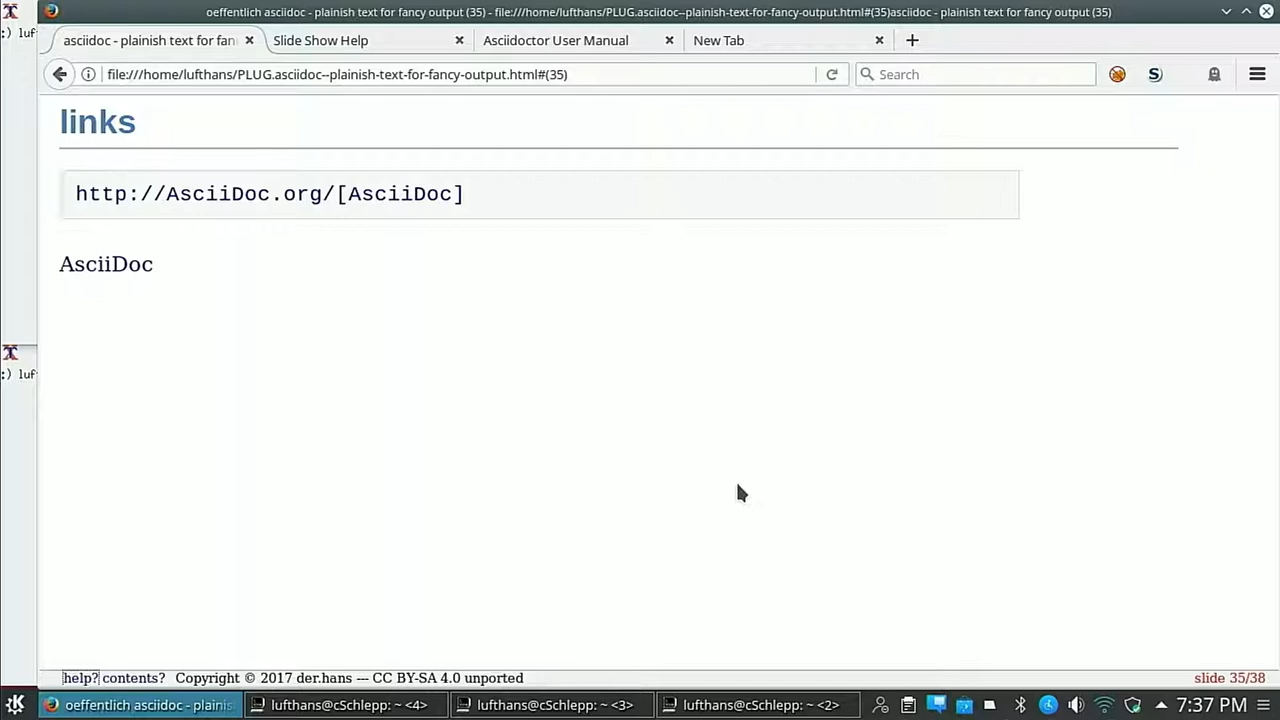 oeffentlich asciidoc - plainish text for fancy output (35) - file:///home/lufthans/PLUG.asciidoc--plainish-text-for-fancy-output.html#(35)asciidoc - plainish text for fancy output (35)
:) luf
asciidoc - plainish text for fan
Slide Show Help
Asciidoctor User Manual
New Tab
file:///home/lufthans/PLUG.asciidoc--plainish-text-for-fancy-output.html#(35)
Search
links
http://AsciiDoc.org/[AsciiDoc]
AsciiDoc
:) luf
help? contents? Copyright © 2017 der.hans --- CC BY-SA 4.0 unported
slide 35/38
oeffentlich asciidoc - plainis
lufthans@cSchlepp: ~ <4>
lufthans@cSchlepp: ~ <3>
lufthans@cSchlepp: ~ <2>
7:37 PM